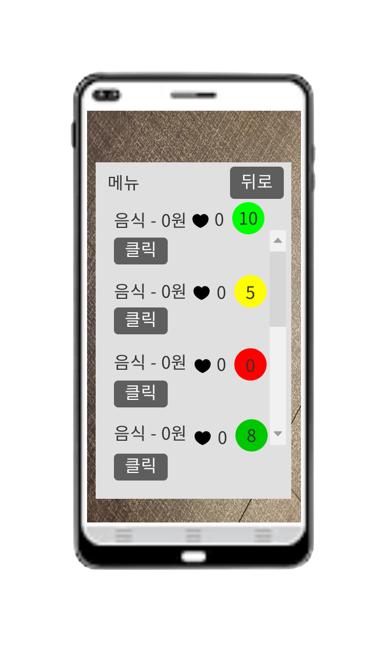 메뉴 뒤로
음식 - 0원 ♥ 0 10
클릭
음식 - 0원 ♥ 0 5
클릭
음식 - 0원 ♥ 0 0
클릭
음식 - 0원 ♥ 0 8
클릭